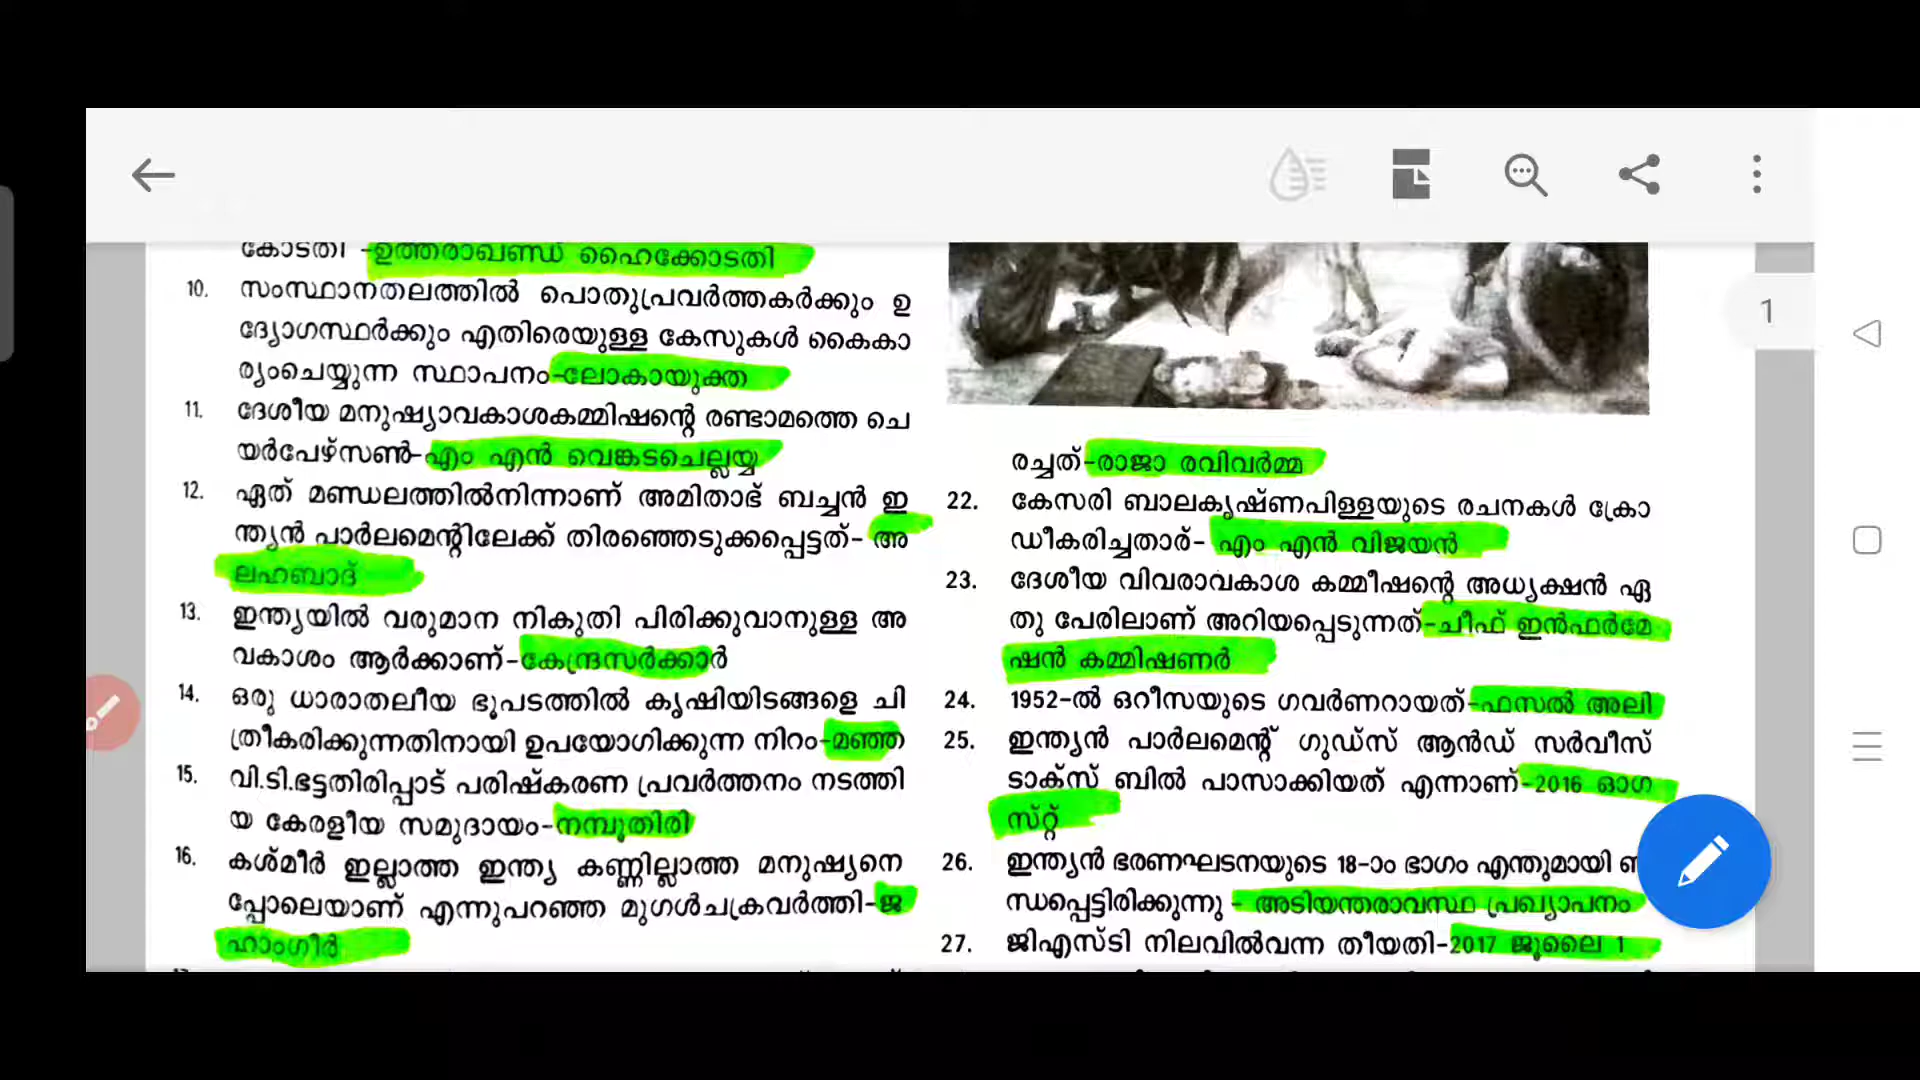 1
കോടതി -ഉത്തരാഖണ്ഡ് ഹൈക്കോടതി
10. സംസ്ഥാനതലത്തിൽ പൊതുപ്രവർത്തകർക്കും ഉ
ദ്യോഗസ്ഥർക്കും എതിരെയുള്ള കേസുകൾ കൈകാ
ര്യംചെയ്യുന്ന സ്ഥാപനം-ലോകായുക്ത
11. ദേശീയ മനുഷ്യാവകാശകമ്മിഷന്റെ രണ്ടാമത്തെ ചെ
യർപേഴ്സൺ-എം എൻ വെങ്കടചെല്ലയ്യ
12. ഏത് മണ്ഡലത്തിൽനിന്നാണ് അമിതാഭ് ബച്ചൻ ഇ
ന്ത്യൻ പാർലമെന്റിലേക്ക് തിരഞ്ഞെടുക്കപ്പെട്ടത്- അ
ലഹബാദ്
13. ഇന്ത്യയിൽ വരുമാന നികുതി പിരിക്കുവാനുള്ള അ
വകാശം ആർക്കാണ്-കേന്ദ്രസർക്കാർ
14. ഒരു ധാരാതലീയ ഭൂപടത്തിൽ കൃഷിയിടങ്ങളെ ചി
ത്രീകരിക്കുന്നതിനായി ഉപയോഗിക്കുന്ന നിറം-മഞ്ഞ
15. വി.ടി.ഭട്ടതിരിപ്പാട് പരിഷ്കരണ പ്രവർത്തനം നടത്തി
യ കേരളീയ സമുദായം-നമ്പൂതിരി
16. കശ്മീർ ഇല്ലാത്ത ഇന്ത്യ കണ്ണില്ലാത്ത മനുഷ്യനെ
പ്പോലെയാണ് എന്നുപറഞ്ഞ മുഗൾചക്രവർത്തി-ജ
ഹാംഗീർ
രച്ചത്-രാജാ രവിവർമ്മ
22. കേസരി ബാലകൃഷ്ണപിള്ളയുടെ രചനകൾ ക്രോ
ഡീകരിച്ചതാര്- എം എൻ വിജയൻ
23. ദേശീയ വിവരാവകാശ കമ്മീഷന്റെ അധ്യക്ഷൻ ഏ
തു പേരിലാണ് അറിയപ്പെടുന്നത്-ചീഫ് ഇൻഫർമേ
ഷൻ കമ്മിഷണർ
24. 1952-ൽ ഒറീസയുടെ ഗവർണറായത്-ഫസൽ അലി
25. ഇന്ത്യൻ പാർലമെന്റ് ഗുഡ്സ് ആൻഡ് സർവീസ്
ടാക്സ് ബിൽ പാസാക്കിയത് എന്നാണ്-2016 ഓഗ
സ്റ്റ്
26. ഇന്ത്യൻ ഭരണഘടനയുടെ 18-ാം ഭാഗം എന്തുമായി
ന്ധപ്പെട്ടിരിക്കുന്നു - അടിയന്തരാവസ്ഥ പ്രഖ്യാപനം
27. ജിഎസ്ടി നിലവിൽവന്ന തീയതി-2017 ജൂലൈ 1